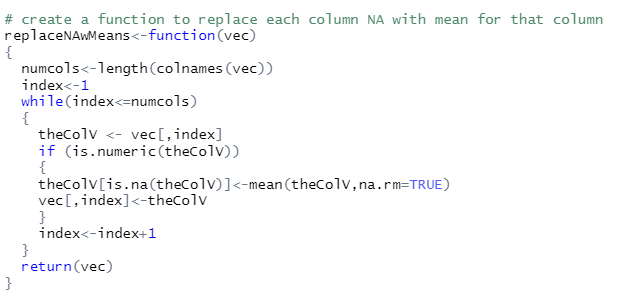 # create a function to replace each column NA with mean for that column
replaceNAwMeans<-function(vec)
{
  numcols<-length(colnames(vec))
  index<-1
  while(index<=numcols)
  {
    theColV <- vec[,index]
    if (is.numeric(theColV))
    {
    theColV[is.na(theColV)]<-mean(theColV,na.rm=TRUE)
    vec[,index]<-theColV
    }
    index<-index+1
  }
  return(vec)
}